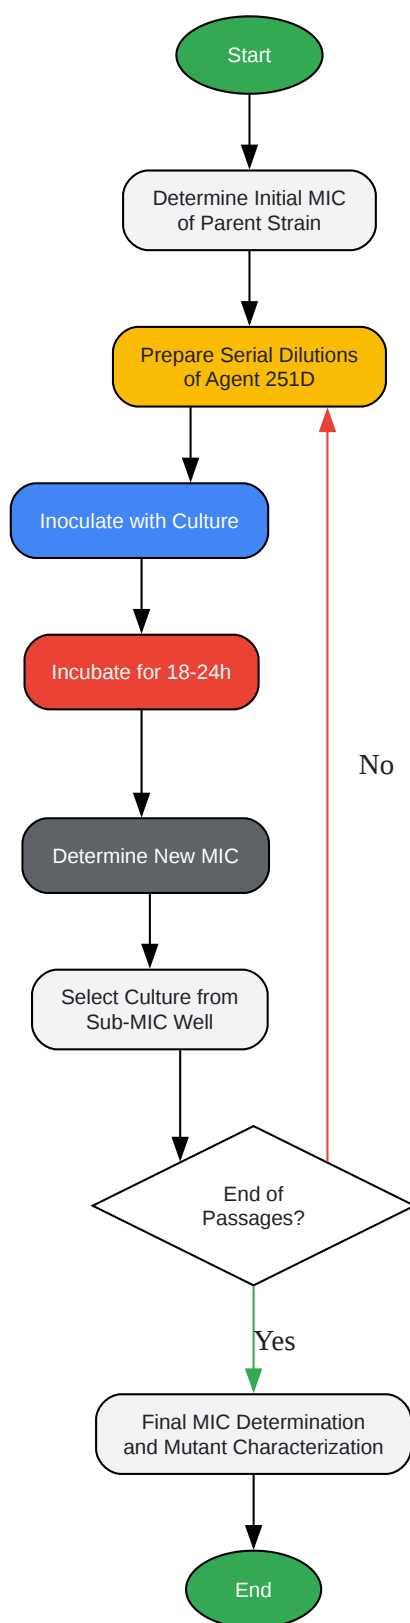 Start
Determine Initial MIC
of Parent Strain
Prepare Serial Dilutions
of Agent 251D
Inoculate with Culture
Incubate for 18-24h
No
Determine New MIC
Select Culture from
Sub-MIC Well
End of
Passages?
Yes
Final MIC Determination
and Mutant Characterization
End